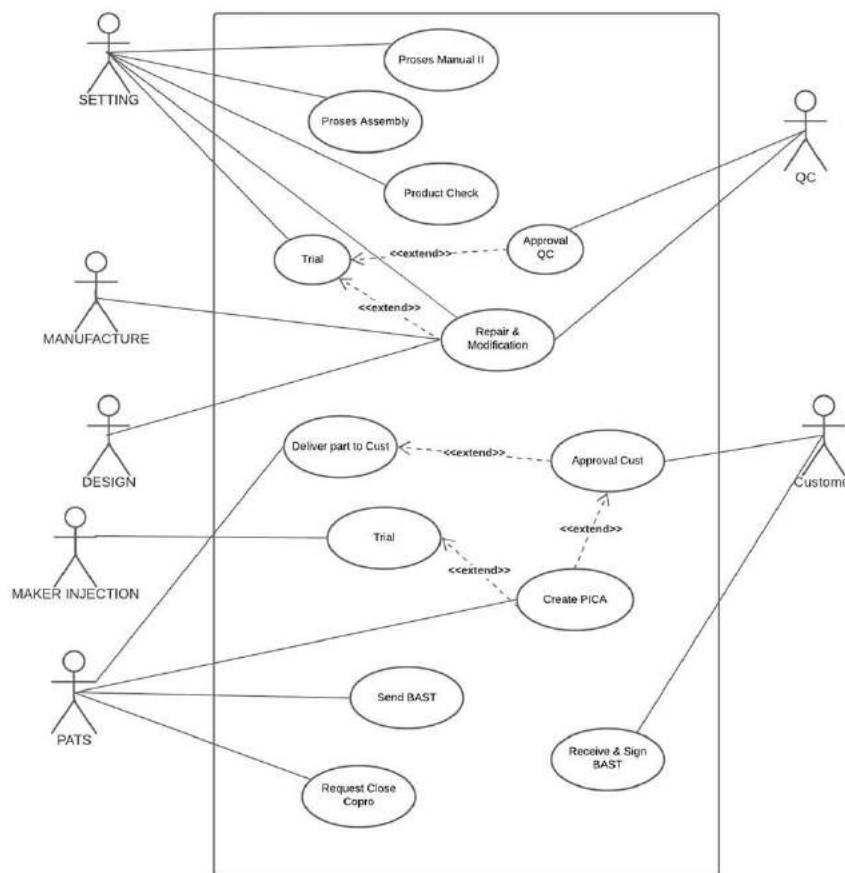 Proses Manual II
SETTING
Proses Assembly
QC
Product Check
Approval
QC
<<extend>>
Trial
<<extend>>
MANUFACTURE
Repair &
Modification
Deliver part to Cust
<<extend>>
Approval Cust
DESIGN
Custome
<<extend>>
Trial
<<extend>>
MAKER INJECTION
Create PICA
Send BAST
PATS
Receive & Sign
BAST
Request Close
Copro